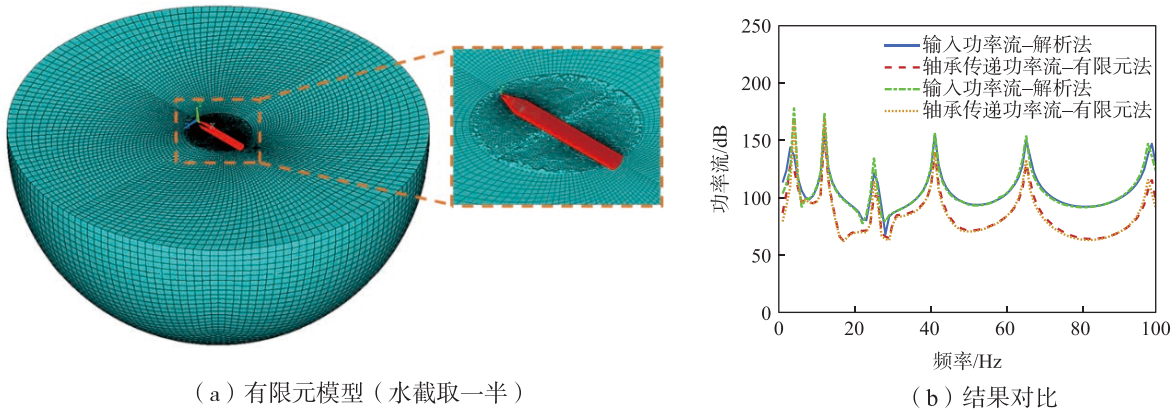 250
200
150
100
50
0
功率流/dB
输入功率流–解析法
轴承传递功率流–有限元法
输入功率流–解析法
轴承传递功率流–有限元法
0 20 40 60 80 100
频率/Hz
（a）有限元模型（水截取一半）
（b）结果对比